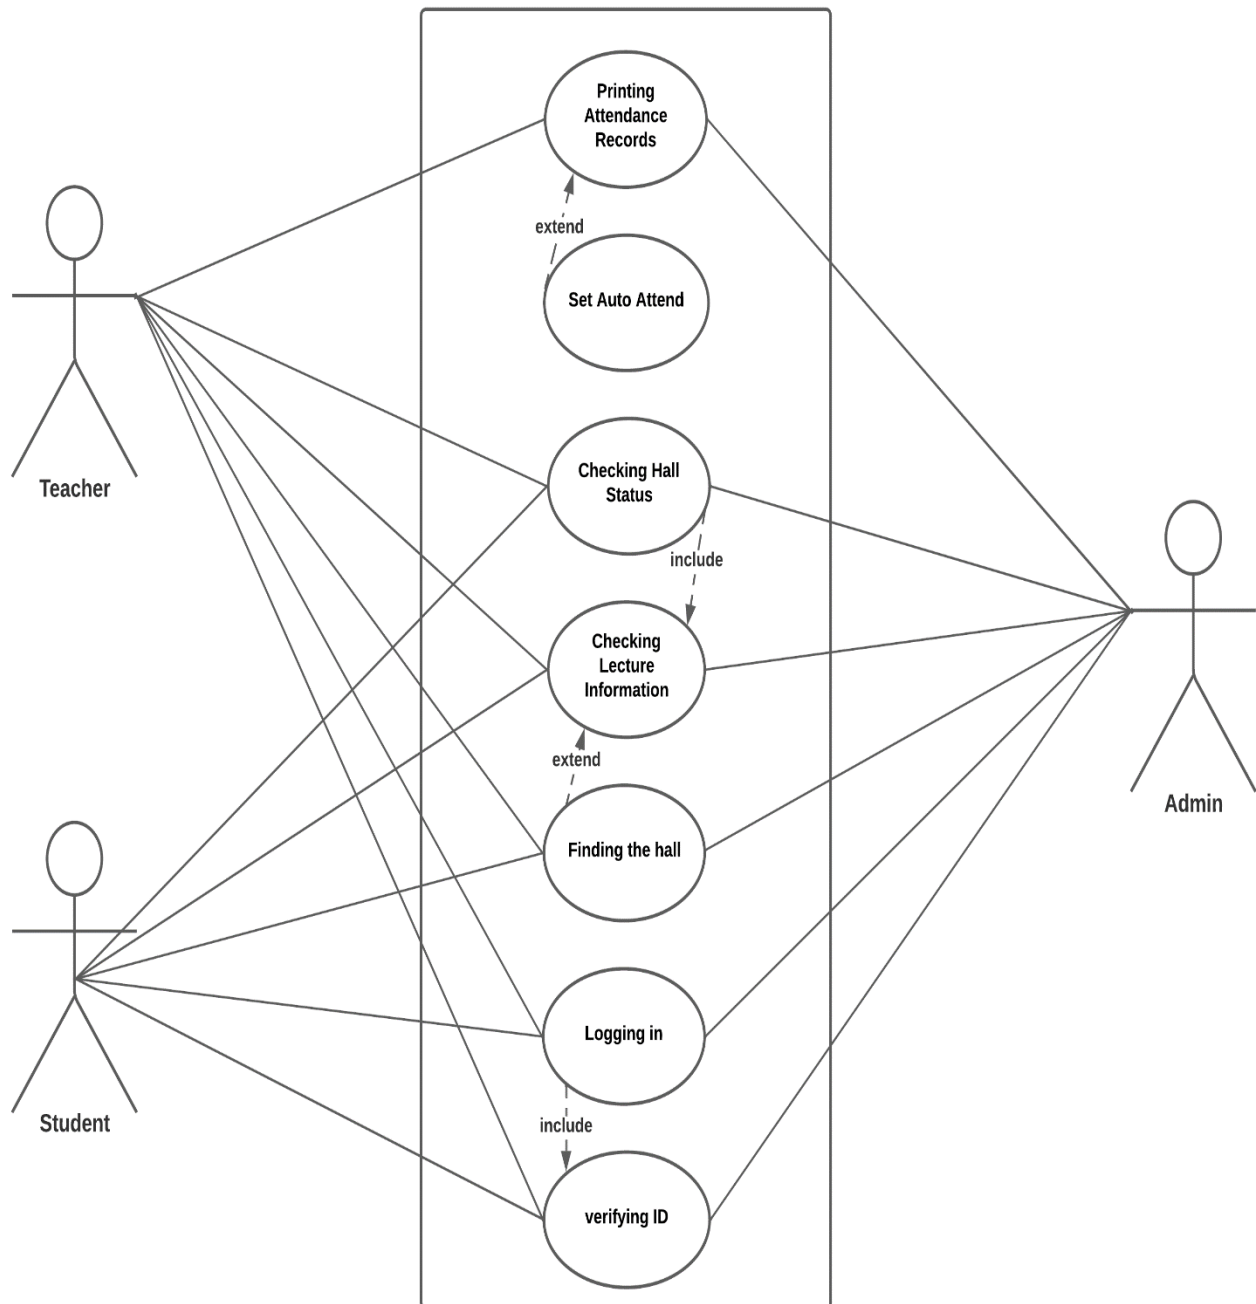 Printing
Attendance
Records
extend
Set Auto Attend
Teacher
Checking Hall
Status
include
Checking
Lecture
Information
extend
Finding the hall
Admin
Logging in
Student
include
verifying ID